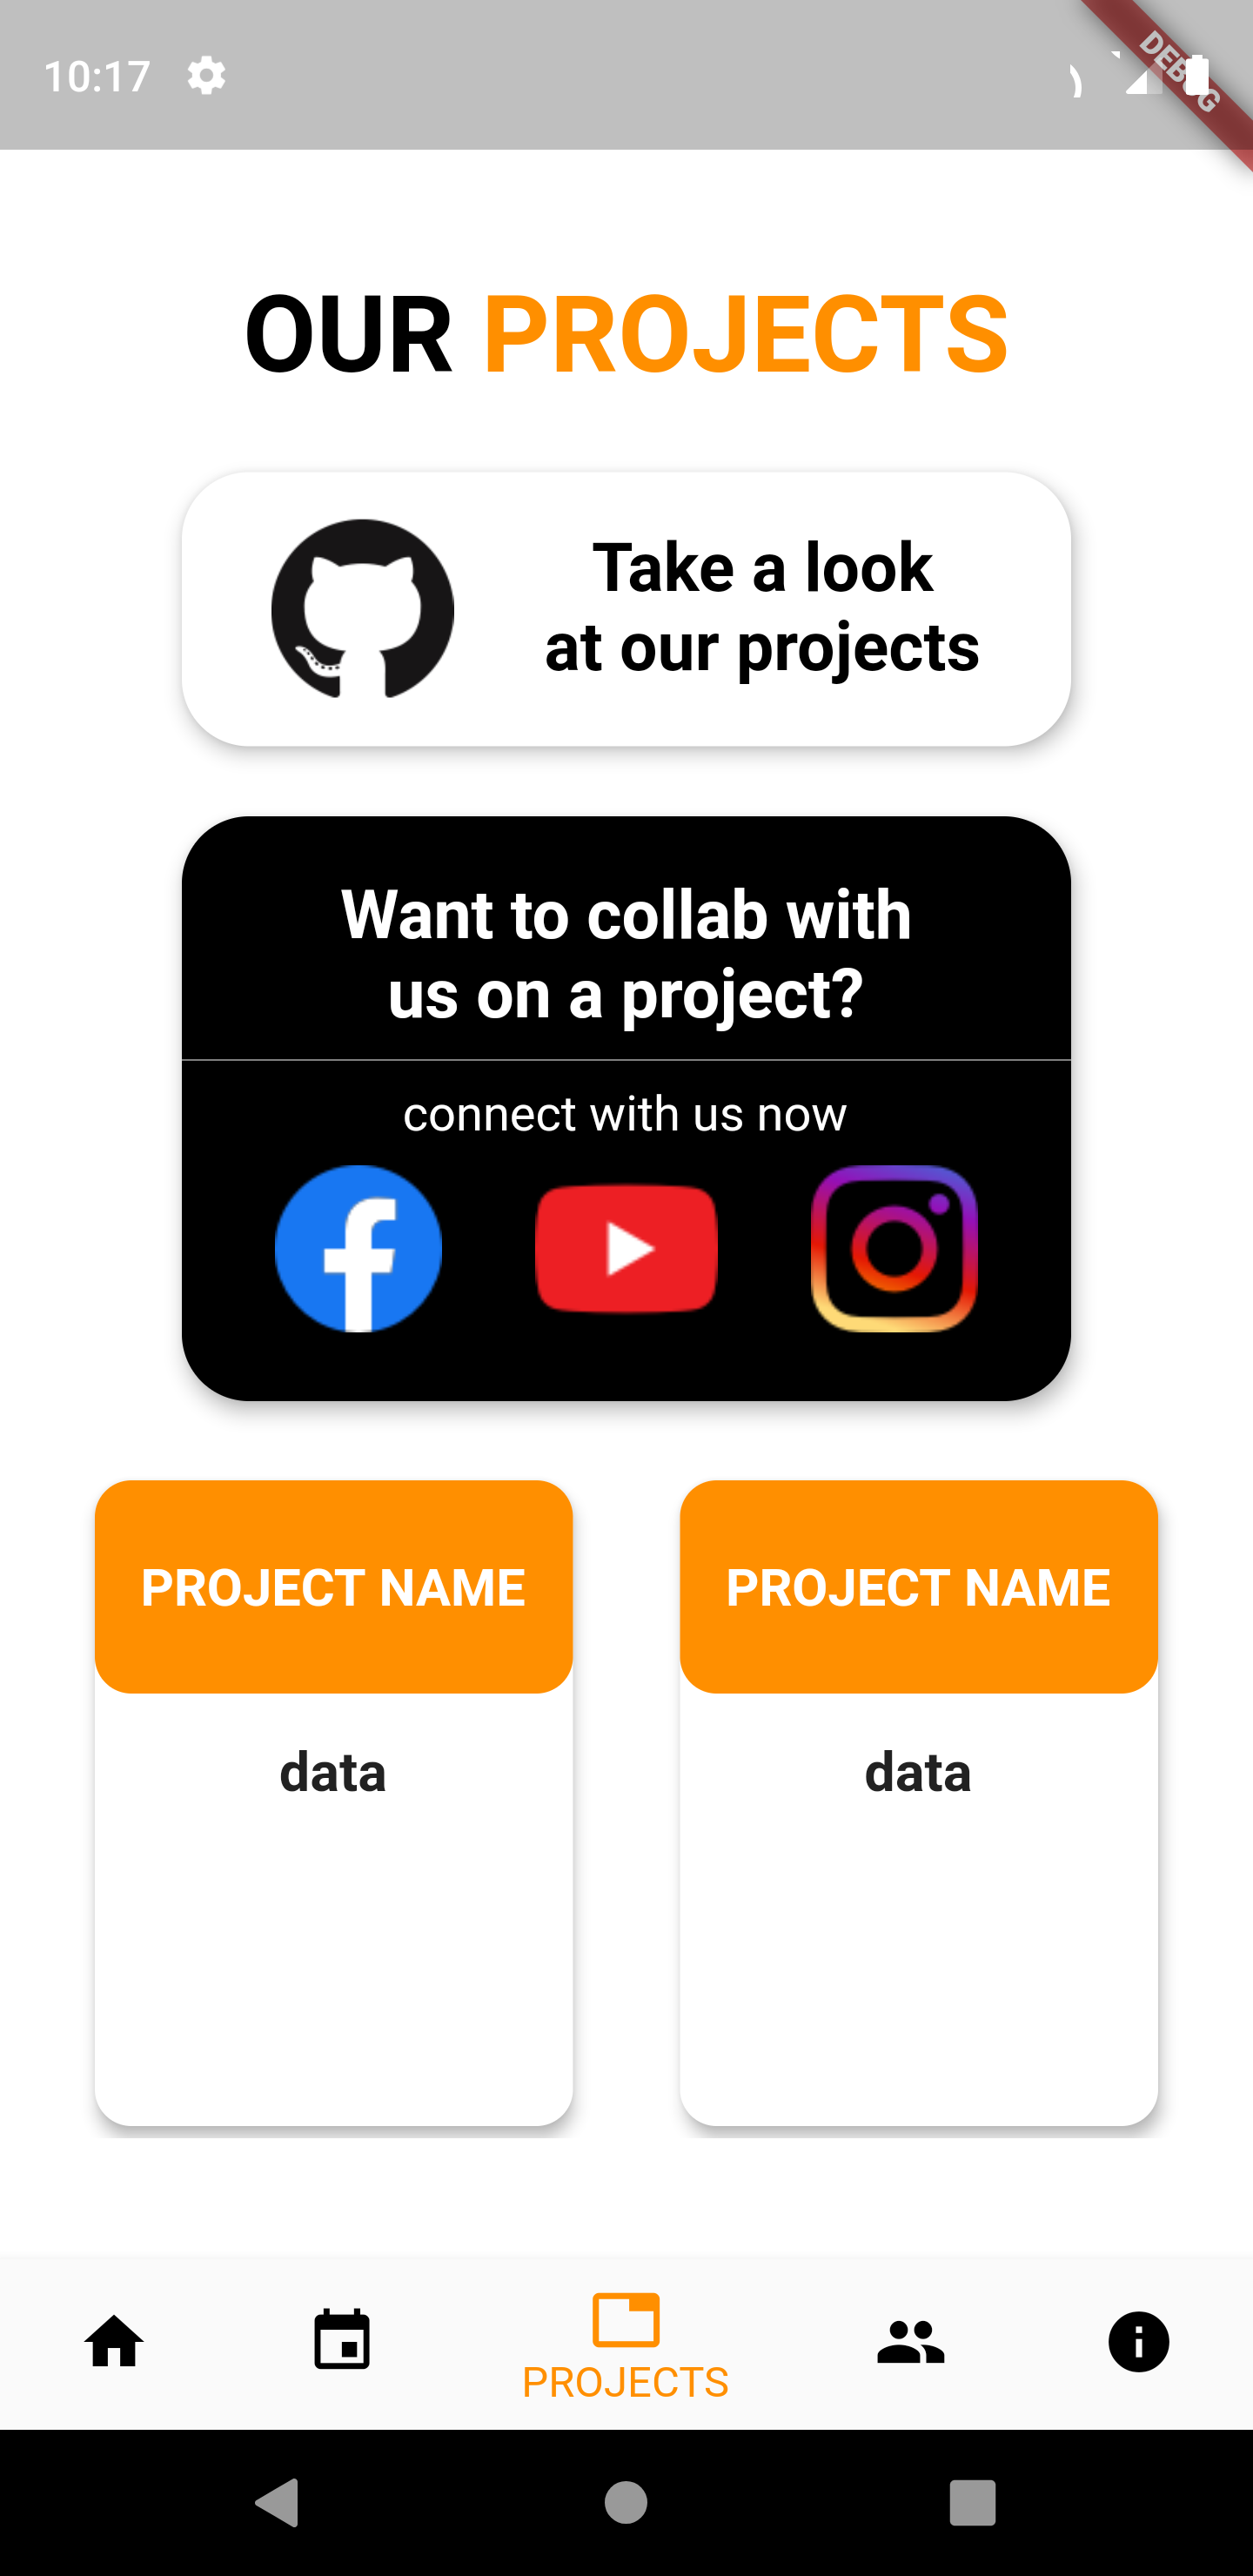 10:17
DEBUG
OUR PROJECTS
Take a look
at our projects
Want to collab with
us on a project?
connect with us now
PROJECT NAME
PROJECT NAME
data
data
PROJECTS